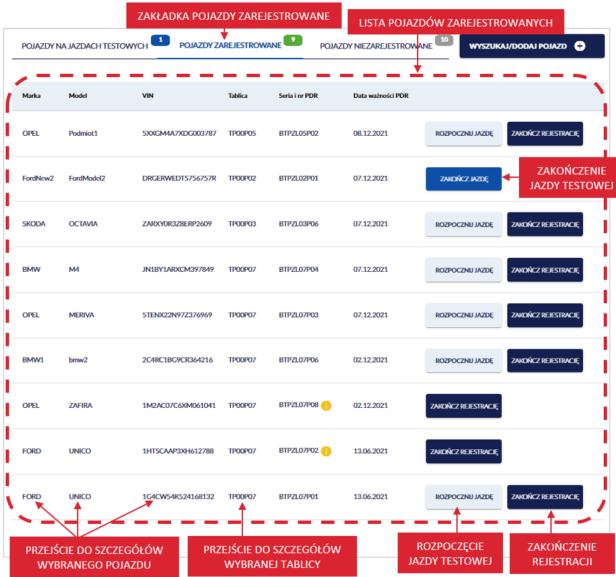 ZAKŁADKA POJAZDY ZAREJESTROWANE
LISTA POJAZDÓW ZAREJESTROWANYCH
POJAZDY NA JAZDACH TESTOWYCH 1 POJAZDY ZAREJESTROWANE 9 POJAZDY NIEZAREJESTROWANE 10 WYSZUKAJ/DODAJ POJAZD
Marka Model VIN Tablica Seria i nr PDR Data ważności PDR
OPEL Podmiot1 5XXGM4A7XDG003787 TP00P05 BTPZL05P02 08.12.2021 ROZPOCZNIJ JAZDĘ ZAKOŃCZ REJESTRACJĘ
FordNew2 FordModel2 DRGERWEDT5756757R TP00P02 BTPZL02P01 07.12.2021 ZAKOŃCZ JAZDĘ
ZAKOŃCZENIE
JAZDY TESTOWEJ
SKODA OCTAVIA ZARXY0R3Z8ERP2609 TP00P03 BTPZL03P06 07.12.2021 ROZPOCZNIJ JAZDĘ ZAKOŃCZ REJESTRACJĘ
BMW M4 JN1BY1ARXCM397849 TP00P07 BTPZL07P04 07.12.2021 ROZPOCZNIJ JAZDĘ ZAKOŃCZ REJESTRACJĘ
OPEL MERIVA 5TENX22N97Z376969 TP00P07 BTPZL07P03 07.12.2021 ROZPOCZNIJ JAZDĘ ZAKOŃCZ REJESTRACJĘ
BMW1 bmw2 2C4RC1BG9CR364216 TP00P07 BTPZL07P06 02.12.2021 ROZPOCZNIJ JAZDĘ ZAKOŃCZ REJESTRACJĘ
OPEL ZAFIRA 1M2AC07C6XM061041 TP00P07 BTPZL07P08 02.12.2021 ZAKOŃCZ REJESTRACJĘ
FORD UNICO 1HTSCAAP3XH612788 TP00P07 BTPZL07P02 13.06.2021 ZAKOŃCZ REJESTRACJĘ
FORD UNICO 1G4CW54K524168132 TP00P07 BTPZL07P01 13.06.2021 ROZPOCZNIJ JAZDĘ ZAKOŃCZ REJESTRACJĘ
PRZEJŚCIE DO SZCZEGÓŁÓW
WYBRANEGO POJAZDU
PRZEJŚCIE DO SZCZEGÓŁÓW
WYBRANEJ TABLICY
ROZPOCZĘCIE
JAZDY TESTOWEJ
ZAKOŃCZENIE
REJESTRACJI